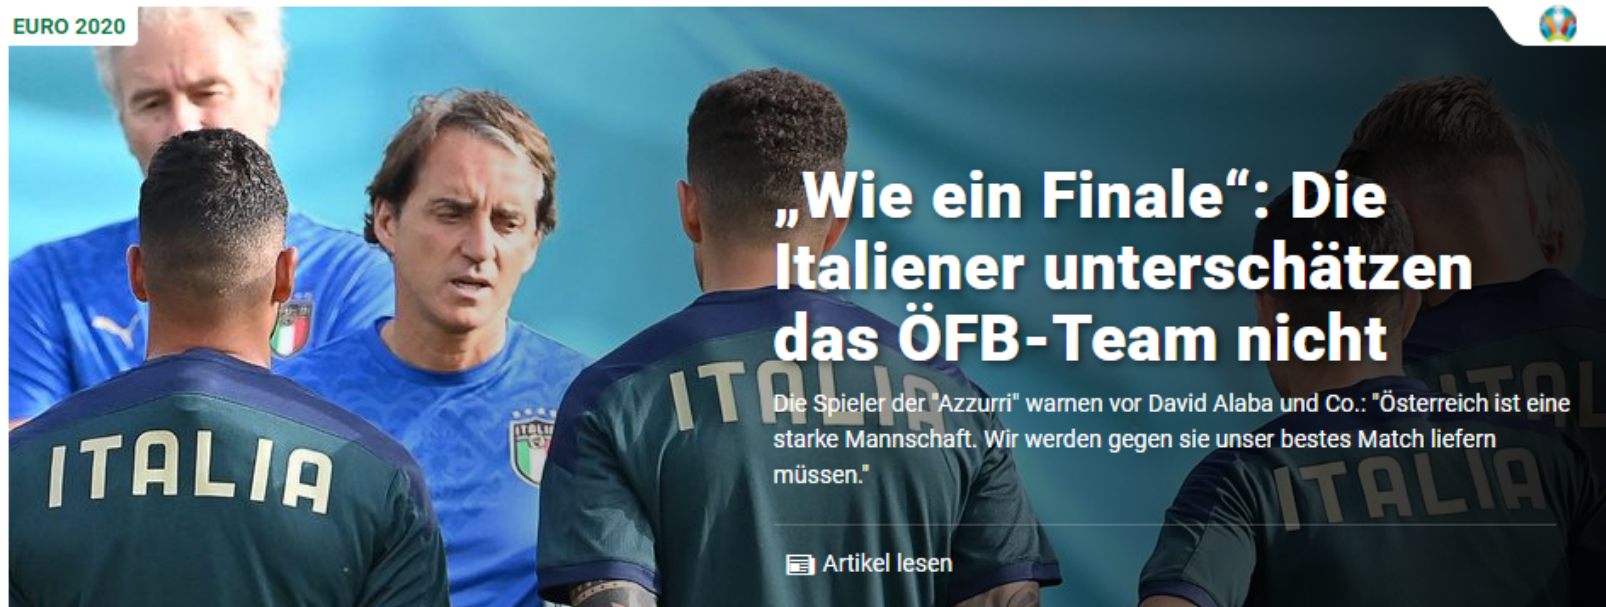 EURO 2020
„Wie ein Finale“: Die
Italiener unterschätzen
das ÖFB-Team nicht
Die Spieler der "Azzurri" warnen vor David Alaba und Co.: "Österreich ist eine
starke Mannschaft. Wir werden gegen sie unser bestes Match liefern
müssen."
Artikel lesen
ITALIA
ITALIA
ITALIA
ITALIA